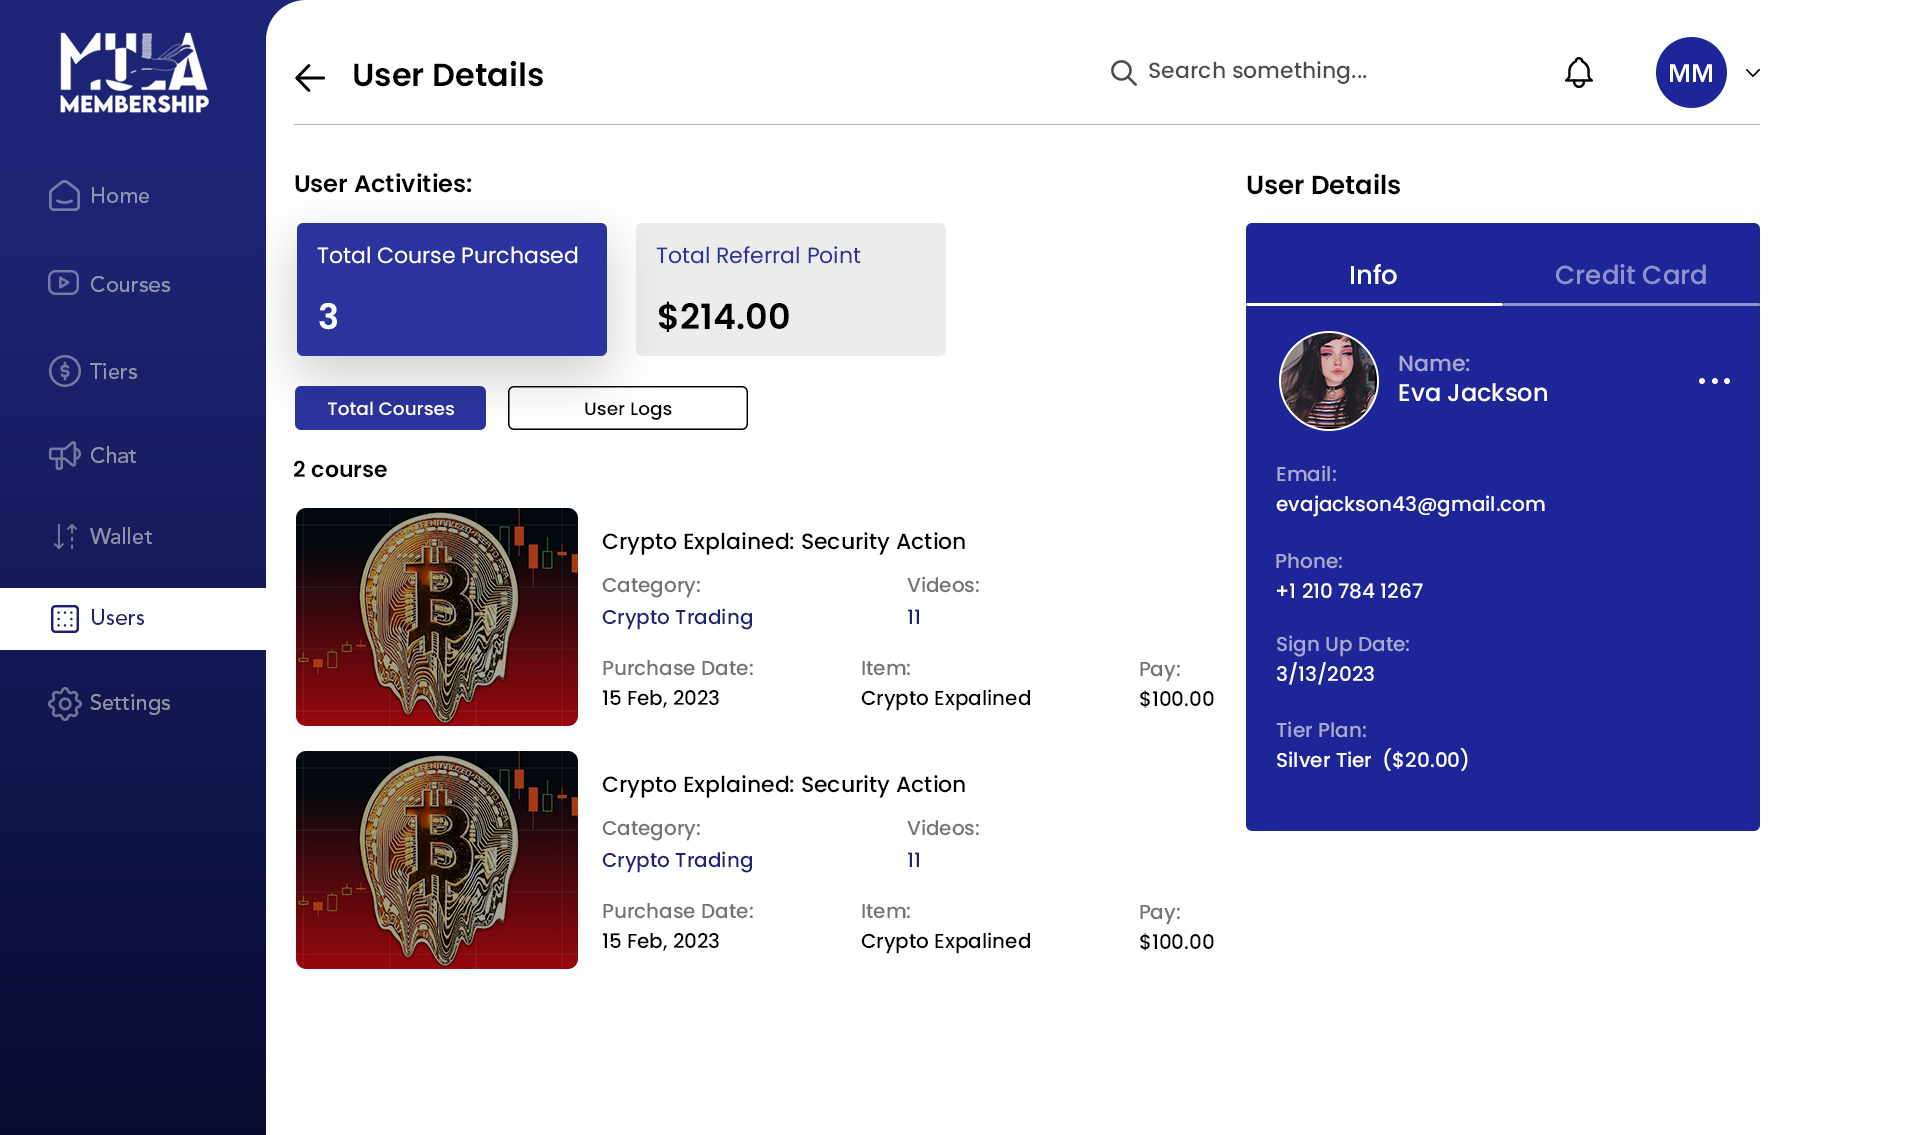 MULA
MEMBERSHIP
Home
Courses
Tiers
Chat
Wallet
Users
Settings
User Details
Search something...
MM
User Activities:
Total Course Purchased
3
Total Referral Point
$214.00
Total Courses
User Logs
2 course
Crypto Explained: Security Action
Category:
Videos:
Crypto Trading
11
Purchase Date:
Item:
Pay:
15 Feb, 2023
Crypto Expalined
$100.00
Crypto Explained: Security Action
Category:
Videos:
Crypto Trading
11
Purchase Date:
Item:
Pay:
15 Feb, 2023
Crypto Expalined
$100.00
User Details
Info
Credit Card
Name:
Eva Jackson
Email:
evajackson43@gmail.com
Phone:
+1 210 784 1267
Sign Up Date:
3/13/2023
Tier Plan:
Silver Tier ($20.00)